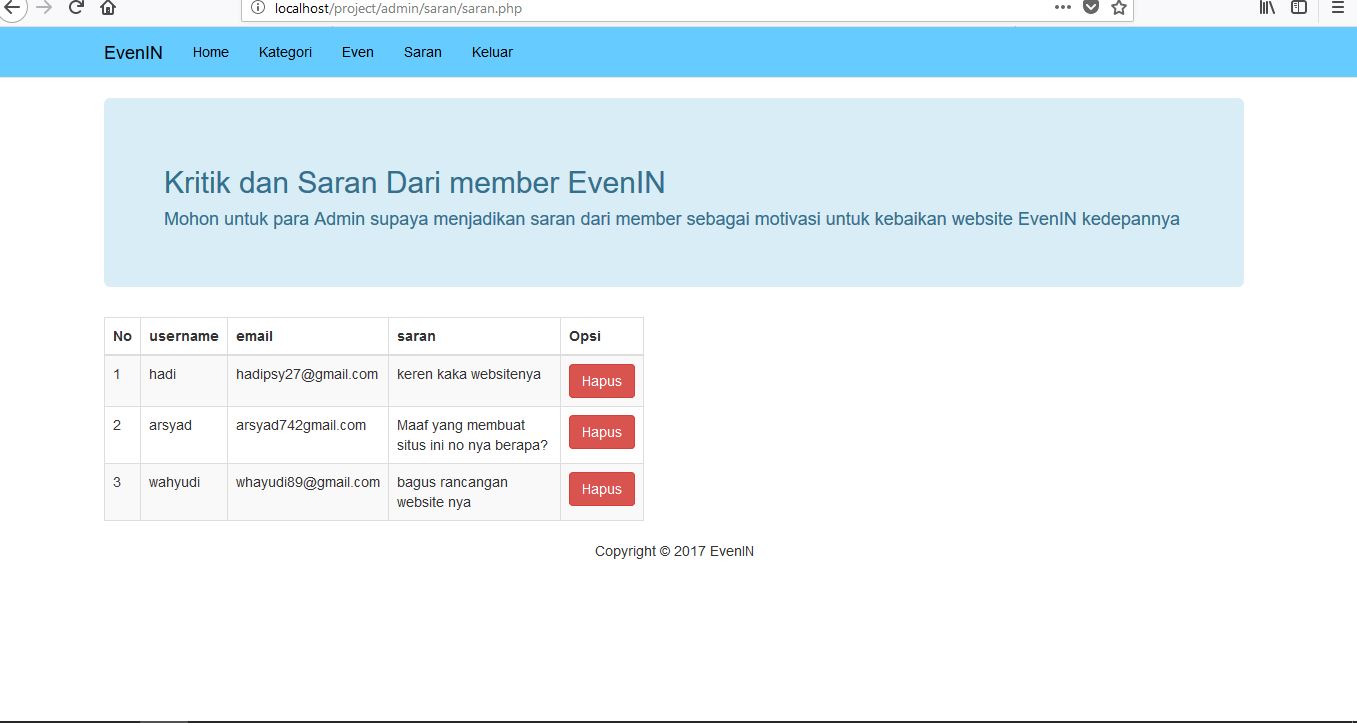 localhost/project/admin/saran/saran.php
EvenIN Home Kategori Even Saran Keluar
Kritik dan Saran Dari member EvenIN
Mohon untuk para Admin supaya menjadikan saran dari member sebagai motivasi untuk kebaikan website EvenIN kedepannya
No username email saran Opsi
1 hadi hadipsy27@gmail.com keren kaka websitenya Hapus
2 arsyad arsyad742gmail.com Maaf yang membuat
situs ini no nya berapa? Hapus
3 wahyudi whayudi89@gmail.com bagus rancangan
website nya Hapus
Copyright © 2017 EvenIN